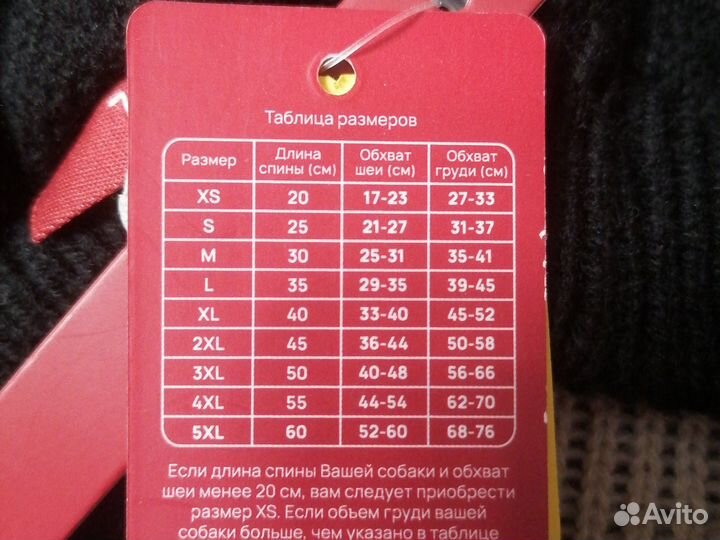 Таблица размеров
Размер Длина спины (см) Обхват шеи (см) Обхват груди (см)
XS 20 17-23 27-33
S 25 21-27 31-37
M 30 25-31 35-41
L 35 29-35 39-45
XL 40 33-40 45-52
2XL 45 36-44 50-58
3XL 50 40-48 56-66
4XL 55 44-54 62-70
5XL 60 52-60 68-76
Если длина спины Вашей собаки и обхват
шеи менее 20 см, вам следует приобрести
размер XS. Если объем груди вашей
собаки больше, чем указано в таблице
Avito